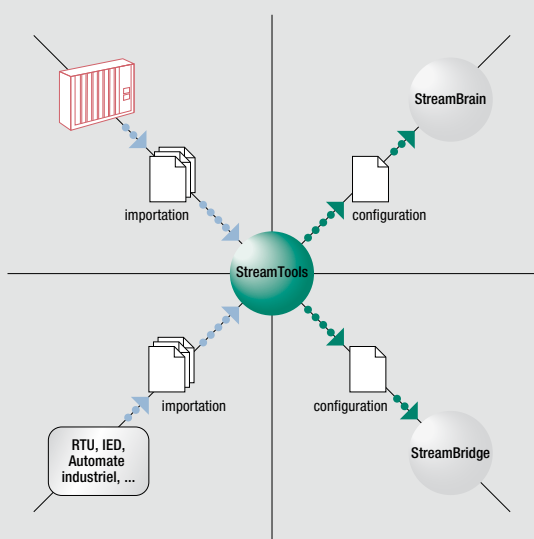 StreamBrain
importation
configuration
StreamTools
importation
configuration
RTU, IED,
Automate
industriel, ...
StreamBridge